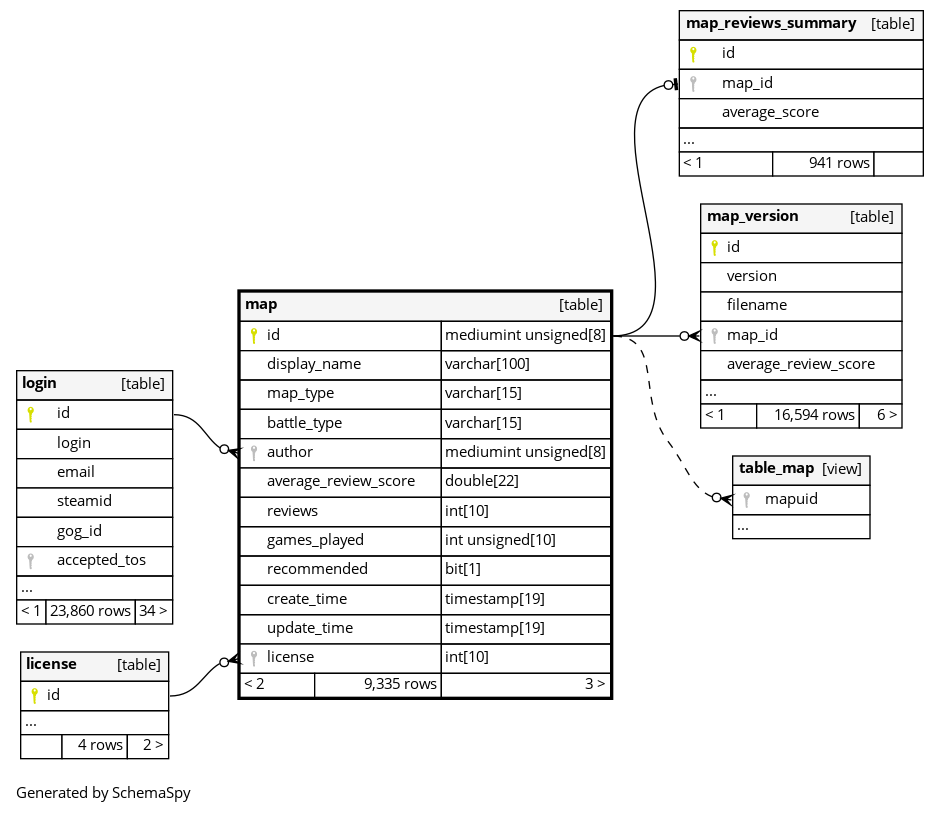 map_reviews_summary [table]
id
map_id
average_score
...
< 1 941 rows
map_version [table]
id
version
filename
map_id
average_review_score
...
< 1 16,594 rows 6 >
table_map [view]
mapuid
...
map [table]
id mediumint unsigned[8]
display_name varchar[100]
map_type varchar[15]
battle_type varchar[15]
author mediumint unsigned[8]
average_review_score double[22]
reviews int[10]
games_played int unsigned[10]
recommended bit[1]
create_time timestamp[19]
update_time timestamp[19]
license int[10]
< 2 9,335 rows 3 >
login [table]
id
login
email
steamid
gog_id
accepted_tos
...
< 1 23,860 rows 34 >
license [table]
id
...
4 rows 2 >
Generated by SchemaSpy